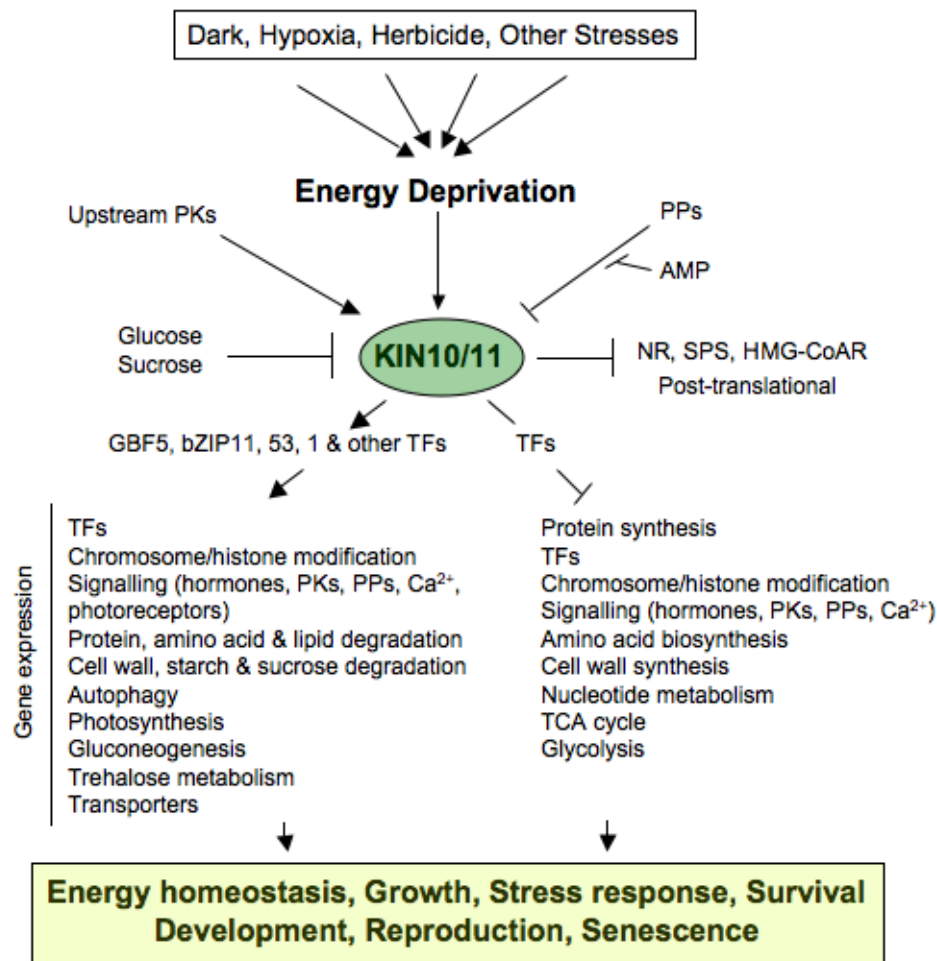 Dark, Hypoxia, Herbicide, Other Stresses
Energy Deprivation
Upstream PKs
PPs
AMP
Glucose
Sucrose
KIN10/11
NR, SPS, HMG-CoAR
Post-translational
GBF5, bZIP11, 53, 1 & other TFs
TFs
Gene expression
TFs
Chromosome/histone modification
Signalling (hormones, PKs, PPs, Ca²⁺,
photoreceptors)
Protein, amino acid & lipid degradation
Cell wall, starch & sucrose degradation
Autophagy
Photosynthesis
Gluconeogenesis
Trehalose metabolism
Transporters
Protein synthesis
TFs
Chromosome/histone modification
Signalling (hormones, PKs, PPs, Ca²⁺)
Amino acid biosynthesis
Cell wall synthesis
Nucleotide metabolism
TCA cycle
Glycolysis
Energy homeostasis, Growth, Stress response, Survival
Development, Reproduction, Senescence